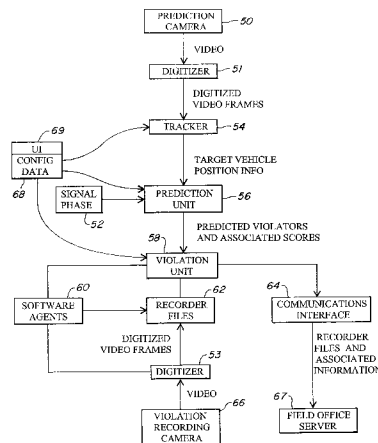 PREDICTION
CAMERA
50
VIDEO
DIGITIZER
51
DIGITIZED
VIDEO FRAMES
69
UI
CONFIG
DATA
68
TRACKER
54
TARGET VEHICLE
POSITION INFO
SIGNAL
PHASE
52
PREDICTION
UNIT
56
PREDICTED VIOLATORS
AND ASSOCIATED SCORES
58
VIOLATION
UNIT
60
SOFTWARE
AGENTS
62
RECORDER
FILES
64
COMMUNICATIONS
INTERFACE
DIGITIZED
VIDEO FRAMES
RECORDER
FILES AND
ASSOCIATED
INFORMATION
DIGITIZER
53
VIDEO
VIOLATION
RECORDING
CAMERA
66
67
FIELD OFFICE
SERVER